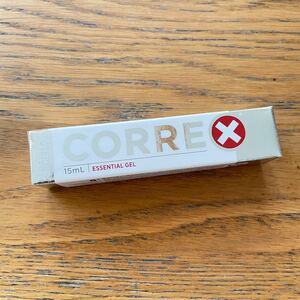 CORREX
15mL | ESSENTIAL GEL